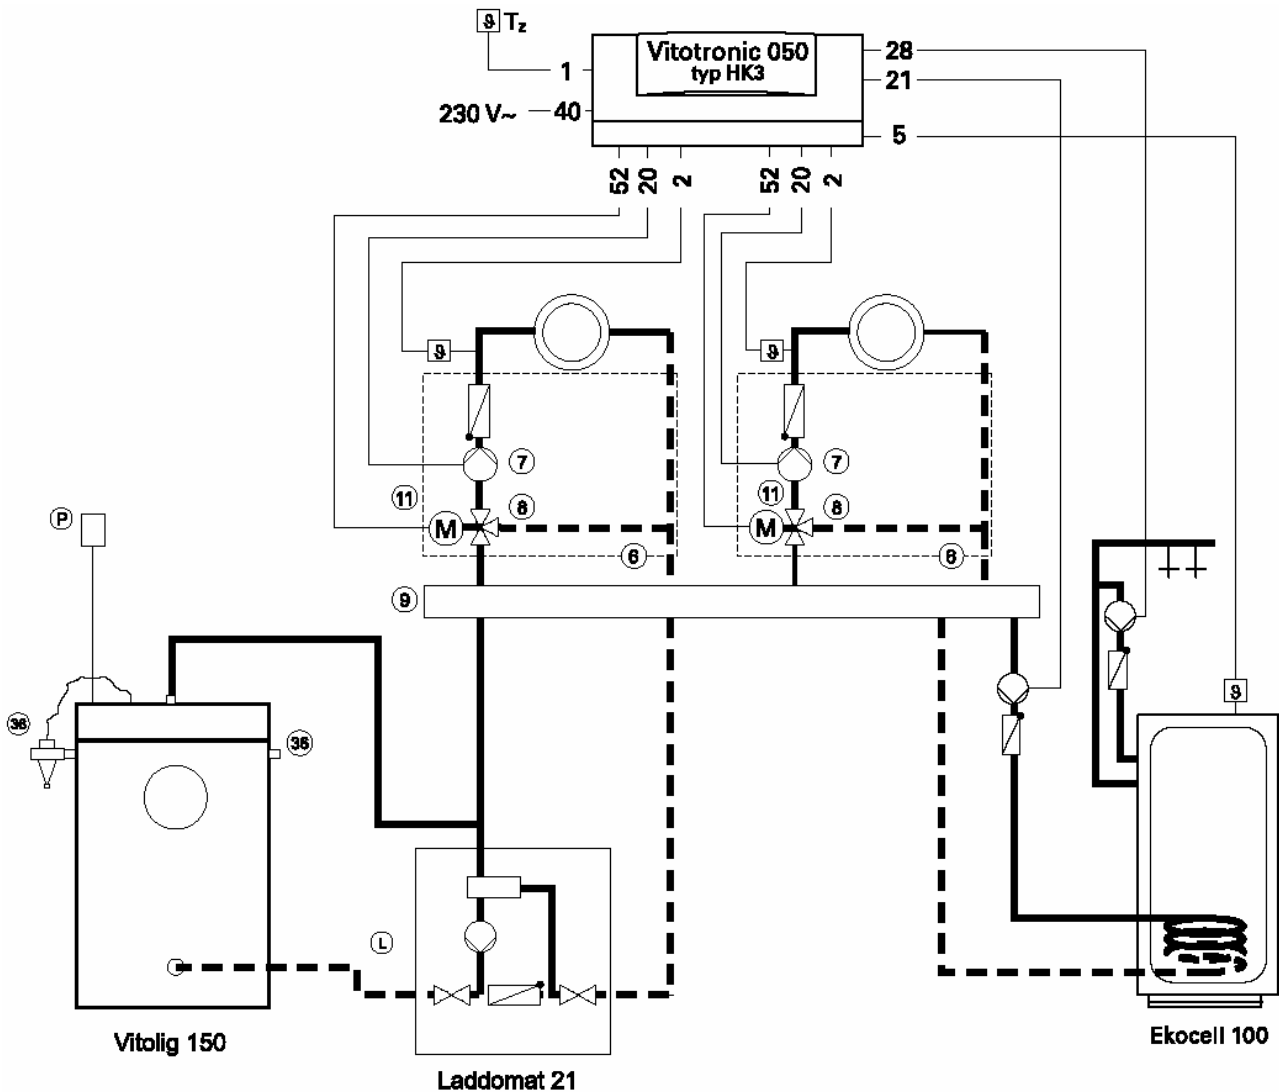 ϑ Tz
Vitotronic 050
typ HK3
28
1
21
230 V~ 40
5
52 20 2 52 20 2
ϑ ϑ
7 7
11 8 11 8
P M M
6 6
9
ϑ
36
36
L
Vitolig 150
Ekocell 100
Laddomat 21